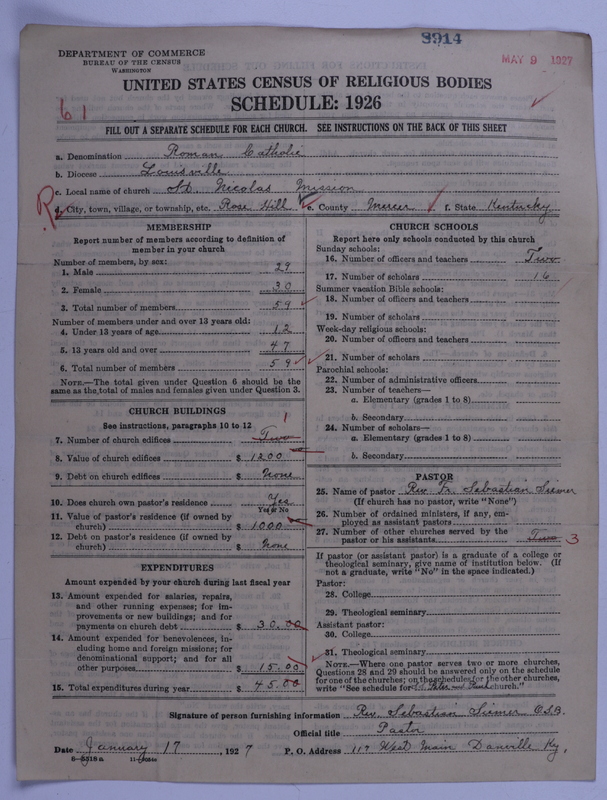 8914
MAY 9 1927
DEPARTMENT OF COMMERCE
BUREAU OF THE CENSUS
WASHINGTON
UNITED STATES CENSUS OF RELIGIOUS BODIES
SCHEDULE: 1926
61
FILL OUT A SEPARATE SCHEDULE FOR EACH CHURCH. SEE INSTRUCTIONS ON THE BACK OF THIS SHEET
a. Denomination Roman Catholic
b. Diocese Louisville
c. Local name of church St. Nicolas Mission
R
d. City, town, village, or township, etc. Rose Hill e. County Mercer f. State Kentucky
MEMBERSHIP
Report number of members according to definition of
member in your church
Number of members, by sex:
1. Male 29
2. Female 30
3. Total number of members 59
Number of members under and over 13 years old:
4. Under 13 years of age 12
5. 13 years old and over 47
6. Total number of members 59
NOTE.—The total given under Question 6 should be
same as the total of males and females given under Question 3.
CHURCH BUILDINGS
See instructions, paragraphs 10 to 12
1
7. Number of church edifices Two
8. Value of church edifices $ 1200
9. Debt on church edifices $ None
10. Does church own pastor's residence Yes
Yes or No
11. Value of pastor's residence (if owned by
church) $ 1000
12. Debt on pastor's residence (if owned by
church) $ None
EXPENDITURES
Amount expended by your church during last fiscal year
13. Amount expended for salaries, repairs,
and other running expenses; for im-
provements or new buildings; and for
payments on church debt $ 30.00
14. Amount expended for benevolences, in-
cluding home and foreign missions; for
denominational support; and for all
other purposes $ 15.00
15. Total expenditures during year $ 45.00
CHURCH SCHOOLS
Report here only schools conducted by this church
Sunday schools:
16. Number of officers and teachers Two
17. Number of scholars 16
Summer vacation Bible schools:
18. Number of officers and teachers
19. Number of scholars
Week-day religious schools:
20. Number of officers and teachers
21. Number of scholars
Parochial schools:
22. Number of administrative officers
23. Number of teachers—
a. Elementary (grades 1 to 8)
b. Secondary
24. Number of scholars—
a. Elementary (grades 1 to 8)
b. Secondary
PASTOR
25. Name of pastor Rev. Fr. Sebastian Siemer
(If church has no pastor, write "None")
26. Number of ordained ministers, if any, em-
ployed as assistant pastors
27. Number of other churches served by the
pastor or his assistants Two 3
If pastor (or assistant pastor) is a graduate of a college or
theological seminary, give name of institution below. (If
not a graduate, write "No" in the space indicated.)
Pastor:
28. College
29. Theological seminary
Assistant pastor:
30. College
31. Theological seminary
NOTE.—Where one pastor serves two or more churches,
Questions 28 and 29 should be answered only on the schedule
for one of the churches; on the schedules for the other churches,
write "See schedule for Peter and Paul church."
Signature of person furnishing information Rev. Sebastian Siemer O.S.B.
Official title Pastor
Date January 17, 1927 P. O. Address 117 West Main Danville Ky.